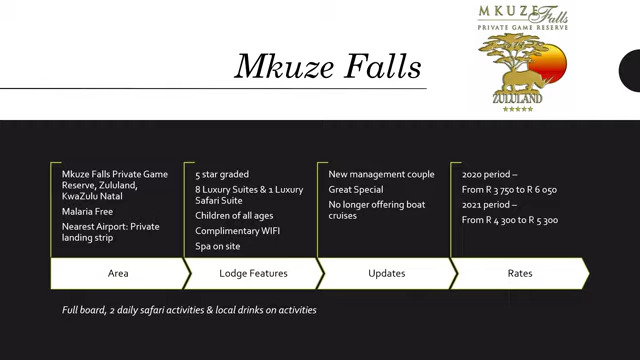 MKUZE
Falls
PRIVATE GAME RESERVE
ZULULAND
Mkuze Falls
Mkuze Falls Private Game
Reserve, Zululand,
KwaZulu Natal
Malaria Free
Nearest Airport: Private
landing strip
5 star graded
8 Luxury Suites & 1 Luxury
Safari Suite
Children of all ages
Complimentary WIFI
Spa on site
New management couple
Great Special
No longer offering boat
cruises
2020 period –
From R 3 750 to R 6 050
2021 period –
From R 4 300 to R 5 300
Area
Lodge Features
Updates
Rates
Full board, 2 daily safari activities & local drinks on activities